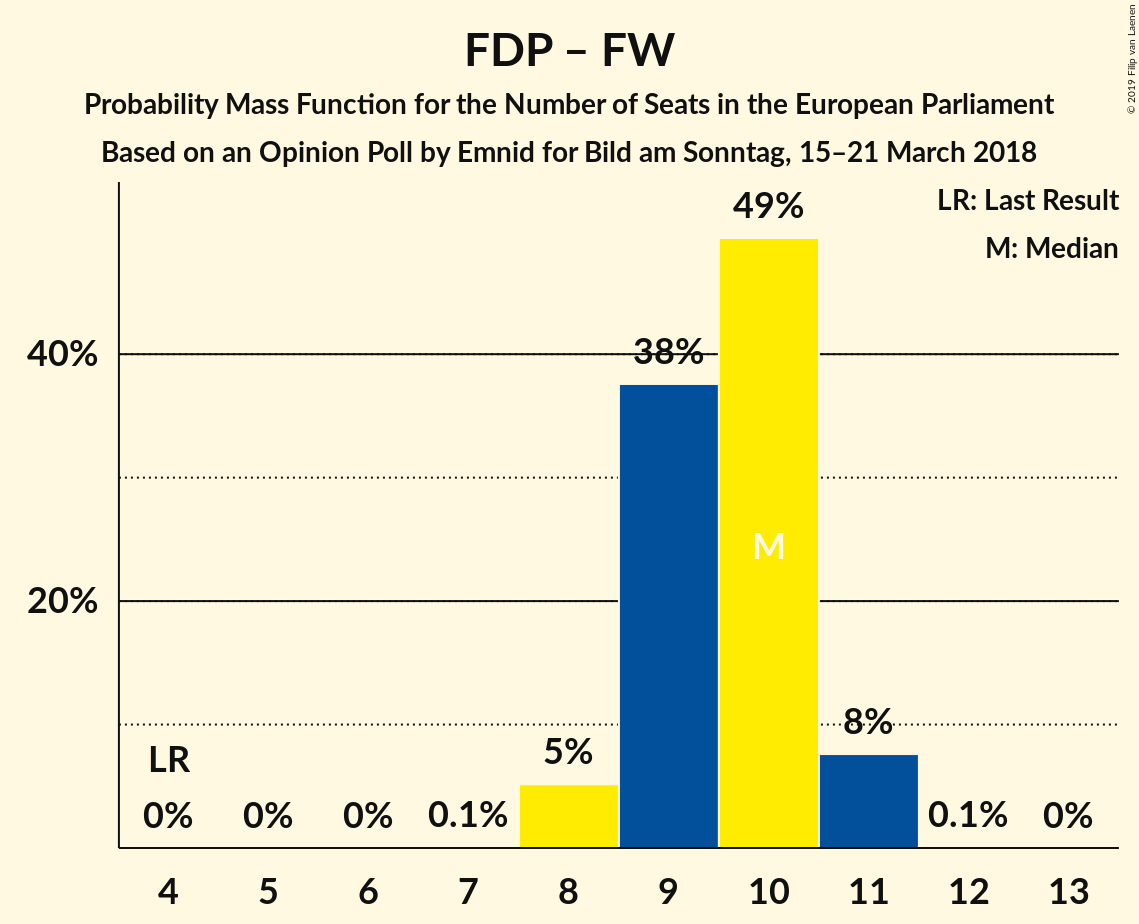 FDP – FW
Probability Mass Function for the Number of Seats in the European Parliament
Based on an Opinion Poll by Emnid for Bild am Sonntag, 15–21 March 2018
© 2019 Filip van Laenen
LR: Last Result
M: Median
49%
40%
38%
M
20%
8%
5%
LR
0%
0%
0%
0.1%
0.1%
0%
4
5
6
7
8
9
10
11
12
13